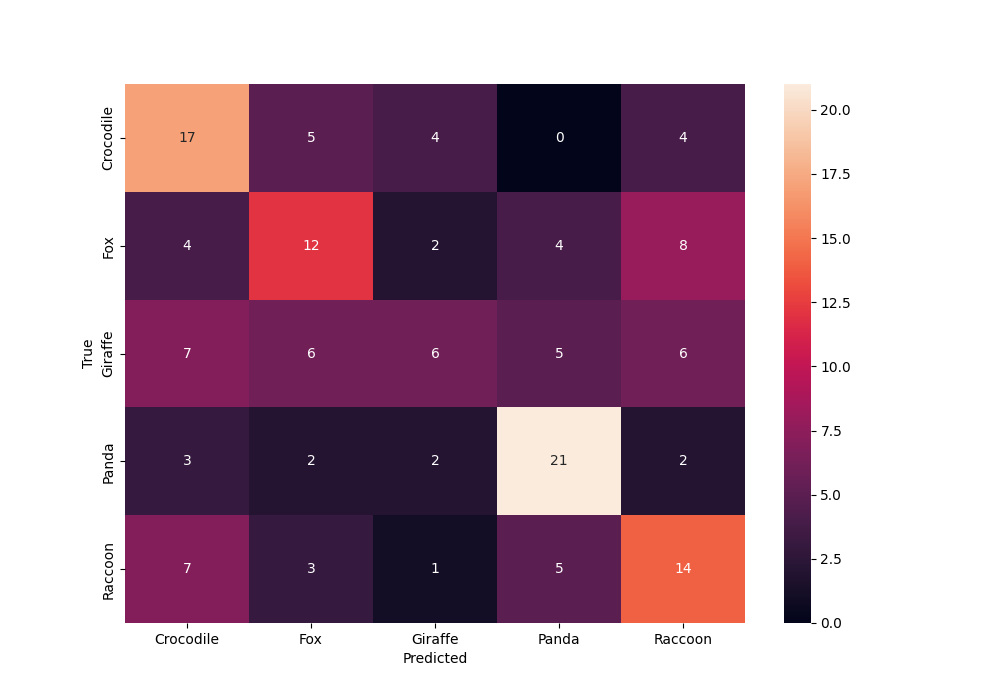 Crocodile 17 5 4 0 4
Fox 4 12 2 4 8
Giraffe 7 6 6 5 6
Panda 3 2 2 21 2
Raccoon 7 3 1 5 14
True
Crocodile Fox Giraffe Panda Raccoon
Predicted
20.0
17.5
15.0
12.5
10.0
7.5
5.0
2.5
0.0